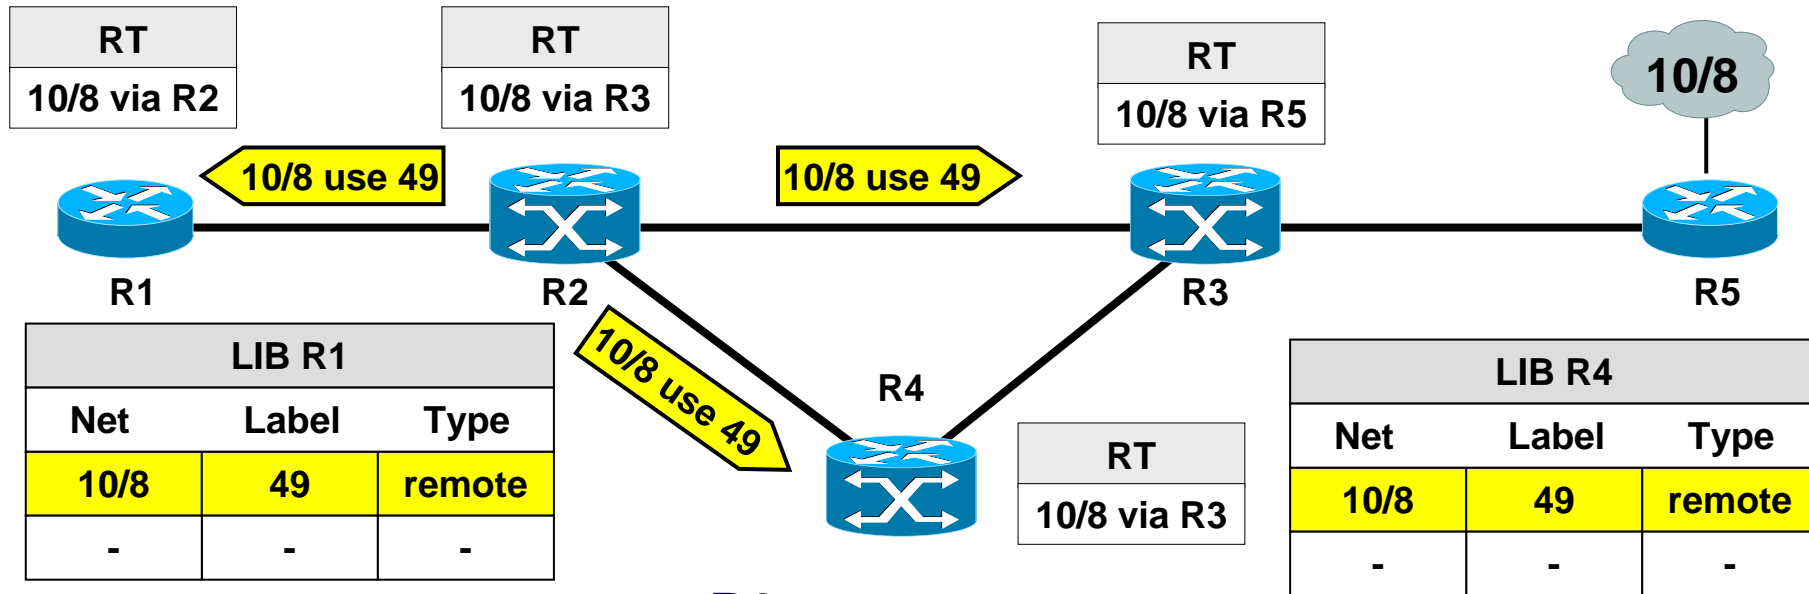 RT
10/8 via R2
RT
10/8 via R3
RT
10/8 via R5
10/8
10/8 use 49
10/8 use 49
R1
R2
R3
R5
10/8 use 49
R4
RT
10/8 via R3
LIB R1
Net Label Type
10/8 49 remote
- - -
LIB R4
Net Label Type
10/8 49 remote
- - -